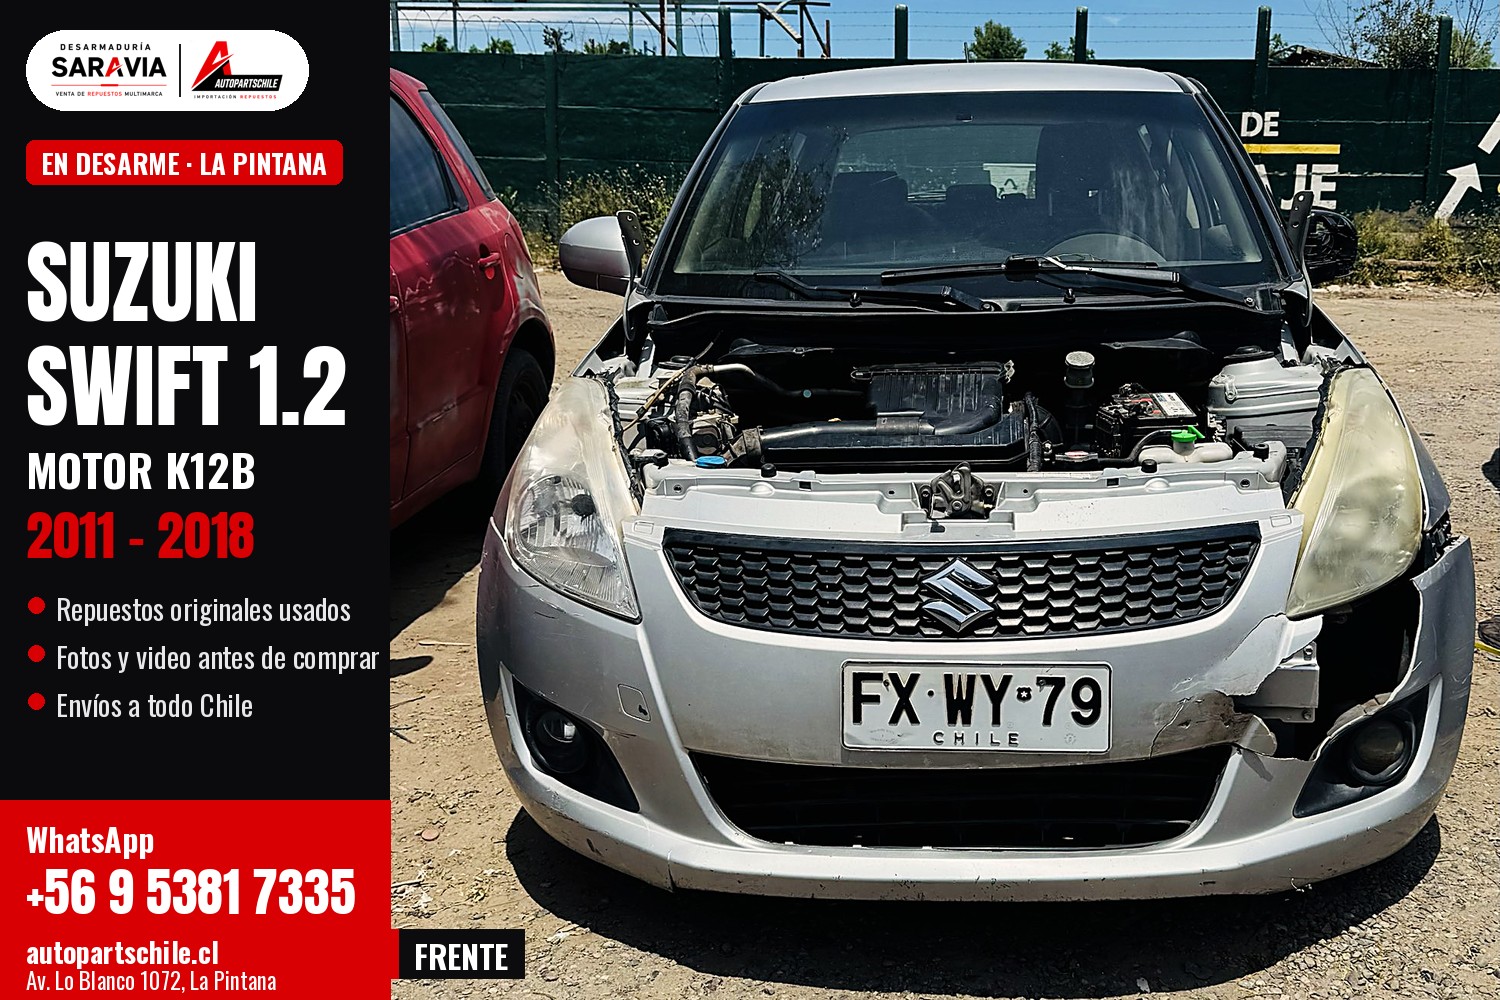 DESARMADURÍA
SARAVIA
VENTA DE REPUESTOS MULTIMARCA
AUTOPARTSCHILE
IMPORTACIÓN REPUESTOS
EN DESARME · LA PINTANA
SUZUKI
SWIFT 1.2
MOTOR K12B
2011 - 2018
Repuestos originales usados
Fotos y video antes de comprar
Envíos a todo Chile
WhatsApp
+56 9 5381 7335
autopartschile.cl
Av. Lo Blanco 1072, La Pintana
FRENTE
DE
JE
FX·WY 79
CHILE